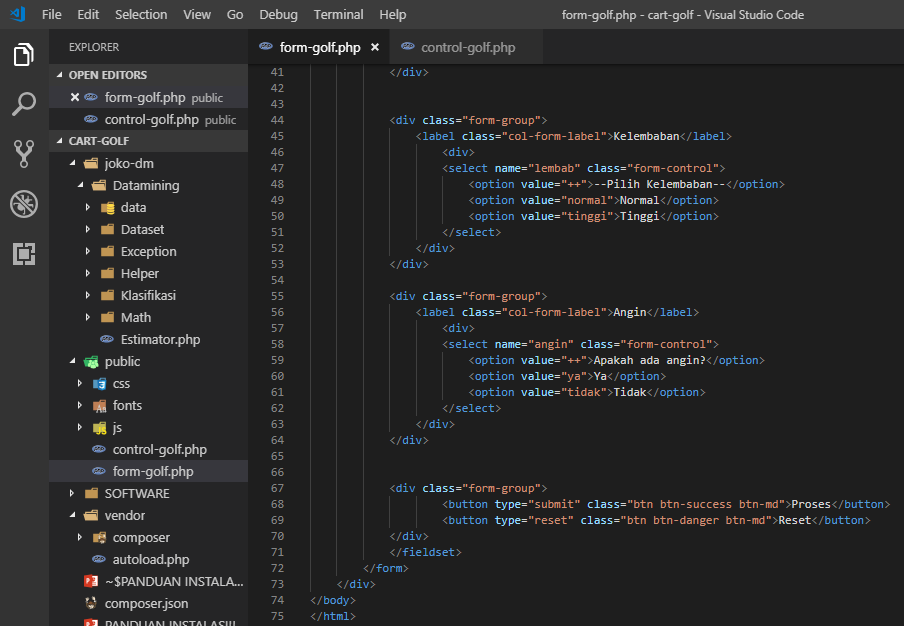 File Edit Selection View Go Debug Terminal Help form-golf.php - cart-golf - Visual Studio Code
EXPLORER
OPEN EDITORS
form-golf.php public
control-golf.php public
CART-GOLF
joko-dm
Datamining
data
Dataset
Exception
Helper
Klasifikasi
Math
Estimator.php
public
css
fonts
js
control-golf.php
form-golf.php
SOFTWARE
vendor
composer
autoload.php
~$PANDUAN INSTALA...
composer.json
PANDUAN INSTALASI!!!
form-golf.php control-golf.php
41 </div>
42
43
44 <div class="form-group">
45 <label class="col-form-label">Kelembaban</label>
46 <div>
47 <select name="lembab" class="form-control">
48 <option value="++">--Pilih Kelembaban--</option>
49 <option value="normal">Normal</option>
50 <option value="tinggi">Tinggi</option>
51 </select>
52 </div>
53 </div>
54
55 <div class="form-group">
56 <label class="col-form-label">Angin</label>
57 <div>
58 <select name="angin" class="form-control">
59 <option value="++">Apakah ada angin?</option>
60 <option value="ya">Ya</option>
61 <option value="tidak">Tidak</option>
62 </select>
63 </div>
64 </div>
65
66
67 <div class="form-group">
68 <button type="submit" class="btn btn-success btn-md">Proses</button>
69 <button type="reset" class="btn btn-danger btn-md">Reset</button>
70 </div>
71 </fieldset>
72 </form>
73 </div>
74 </body>
75 </html>